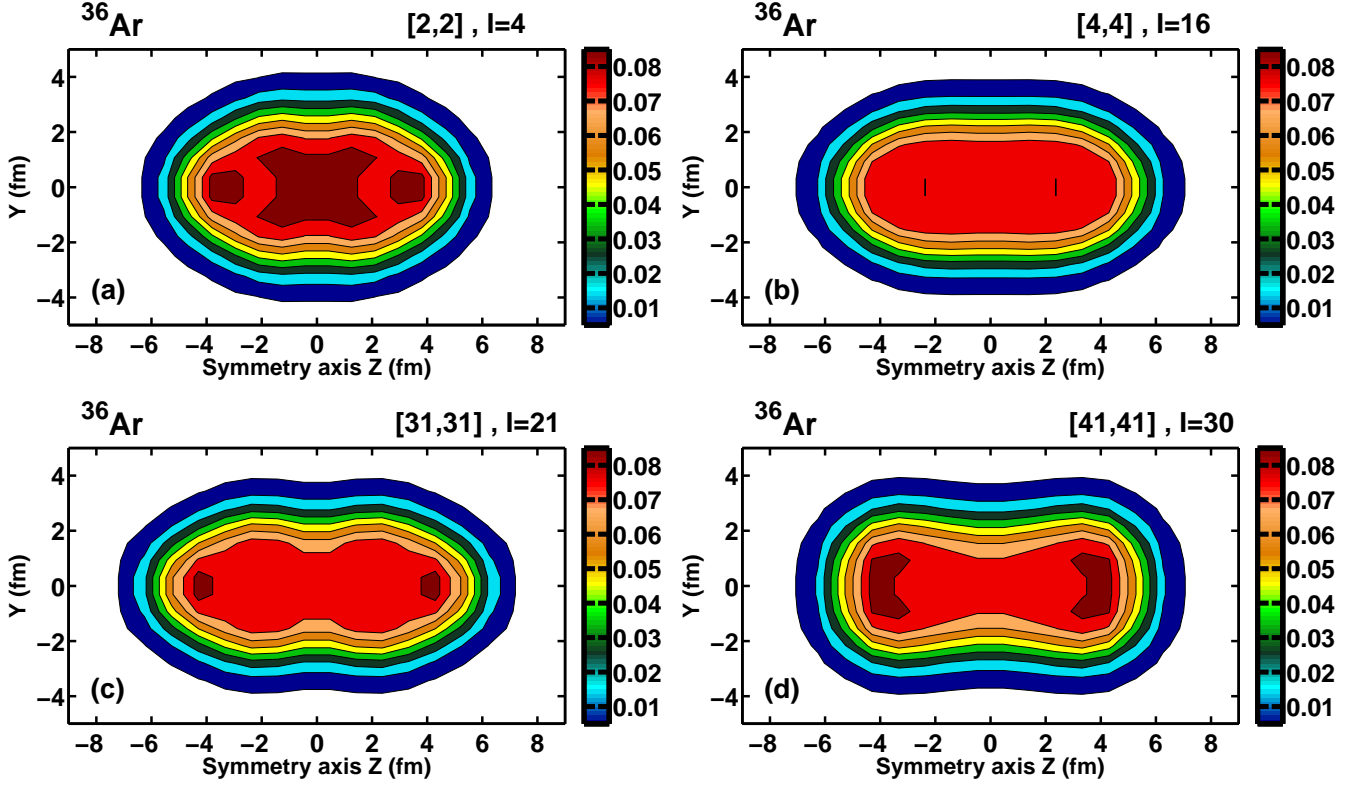 ³⁶Ar [2,2] , I=4
4
2
0
−2
−4
Y (fm)
(a)
−8 −6 −4 −2 0 2 4 6 8
Symmetry axis Z (fm)
0.08
0.07
0.06
0.05
0.04
0.03
0.02
0.01
³⁶Ar [4,4] , I=16
4
2
0
−2
−4
Y (fm)
(b)
−8 −6 −4 −2 0 2 4 6 8
Symmetry axis Z (fm)
0.08
0.07
0.06
0.05
0.04
0.03
0.02
0.01
³⁶Ar [31,31] , I=21
4
2
0
−2
−4
Y (fm)
(c)
−8 −6 −4 −2 0 2 4 6 8
Symmetry axis Z (fm)
0.08
0.07
0.06
0.05
0.04
0.03
0.02
0.01
³⁶Ar [41,41] , I=30
4
2
0
−2
−4
Y (fm)
(d)
−8 −6 −4 −2 0 2 4 6 8
Symmetry axis Z (fm)
0.08
0.07
0.06
0.05
0.04
0.03
0.02
0.01